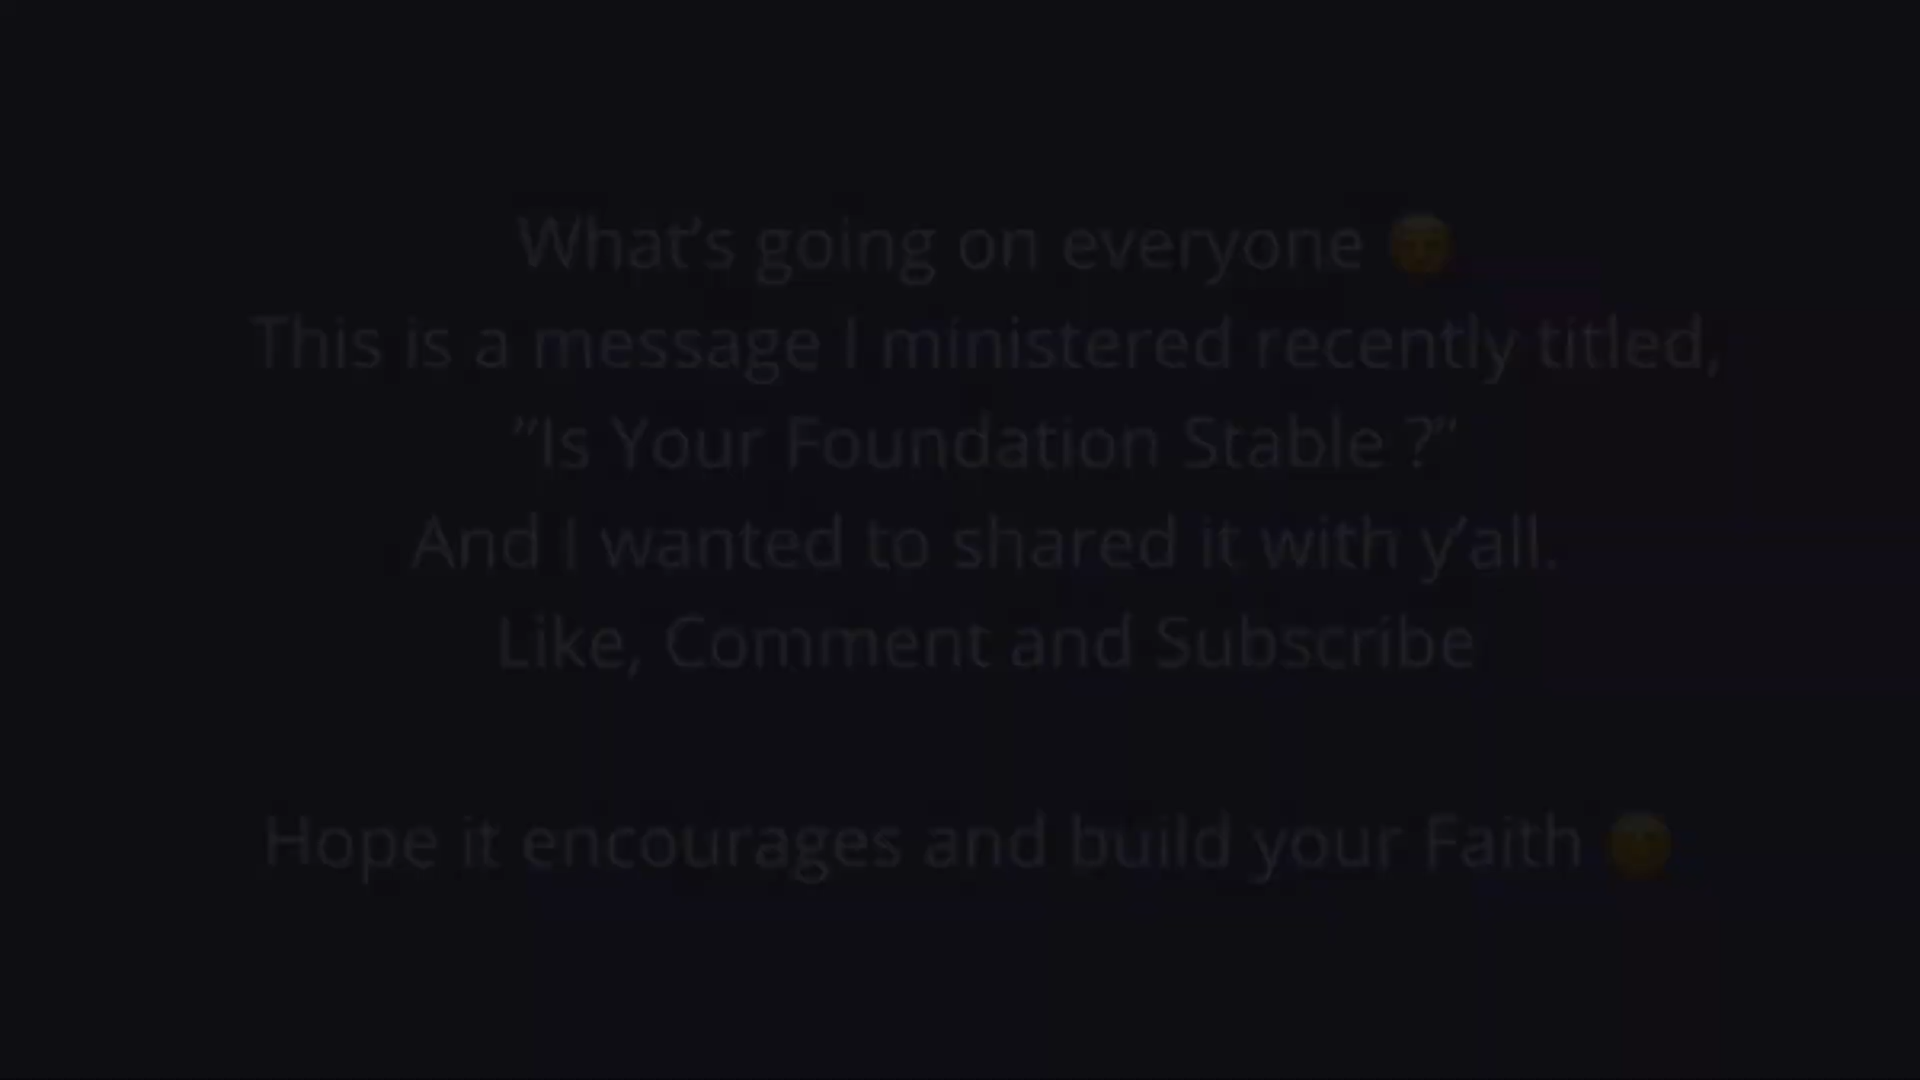 What's going on everyone
This is a message I ministered recently titled,
"Is Your Foundation Stable ?"
And I wanted to shared it with y'all.
Like, Comment and Subscribe
Hope it encourages and build your Faith